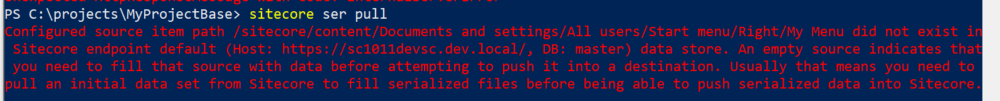 PS C:\projects\MyProjectBase> sitecore ser pull
Configured source item path /sitecore/content/Documents and settings/All users/Start menu/Right/My Menu did not exist in
 Sitecore endpoint default (Host: https://sc1011devsc.dev.local/, DB: master) data store. An empty source indicates that
 you need to fill that source with data before attempting to push it into a destination. Usually that means you need to
pull an initial data set from Sitecore to fill serialized files before being able to push serialized data into Sitecore.